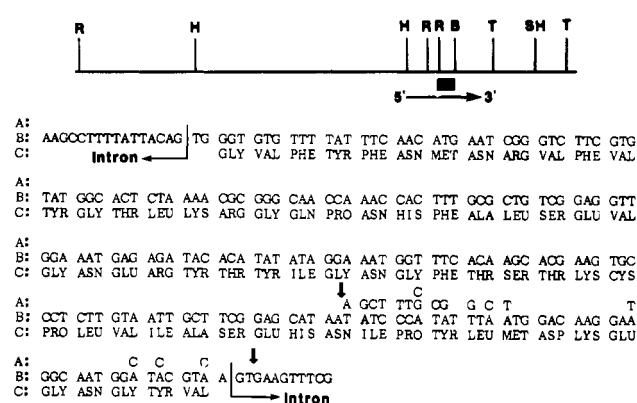 R H H R R B T S H T
5' 3'
A:
B: AAGCCTTTTATTACAG TG GGT GTG TTT TAT TTC AAC ATG AAT CGG GTC TTC GTG
C: Intron GLY VAL PHE TYR PHE ASN MET ASN ARG VAL PHE VAL
A:
B: TAT GGC ACT CTA AAA CGC GGG CAA CCA AAC CAC TTT GCG CTG TCG GAG GTT
C: TYR GLY THR LEU LYS ARG GLY GLN PRO ASN HIS PHE ALA LEU SER GLU VAL
A:
B: GGA AAT GAG AGA TAC ACA TAT ATA GGA AAT GGT TTC ACA AGC ACG AAG TGC
C: GLY ASN GLU ARG TYR THR TYR ILE GLY ASN GLY PHE THR SER THR LYS CYS
A: A GCT TTG C CG G C T T
B: CCT CTT GTA ATT GCT TCG GAG CAT AAT ATC CCA TAT TTA ATG GAC AAG GAA
C: PRO LEU VAL ILE ALA SER GLU HIS ASN ILE PRO TYR LEU MET ASP LYS GLU
A: C C C
B: GGC AAT GGA TAC GTA A GTGAAGTTTCG
C: GLY ASN GLY TYR VAL Intron